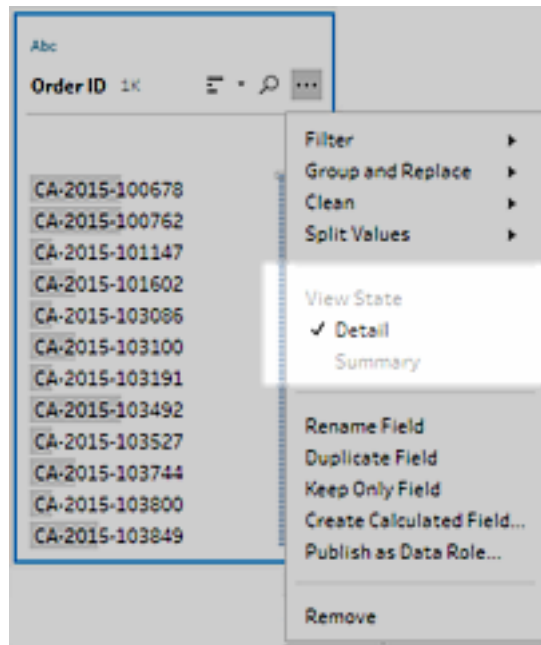 Abc
Order ID 1K
CA-2015-100678
CA-2015-100762
CA-2015-101147
CA-2015-101602
CA-2015-103086
CA-2015-103100
CA-2015-103191
CA-2015-103492
CA-2015-103527
CA-2015-103744
CA-2015-103800
CA-2015-103849
Filter
Group and Replace
Clean
Split Values
View State
✓ Detail
Summary
Rename Field
Duplicate Field
Keep Only Field
Create Calculated Field...
Publish as Data Role...
Remove